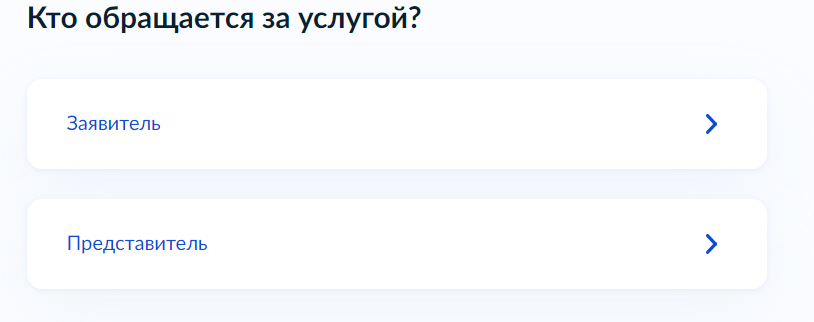 Кто обращается за услугой?
Заявитель
Представитель